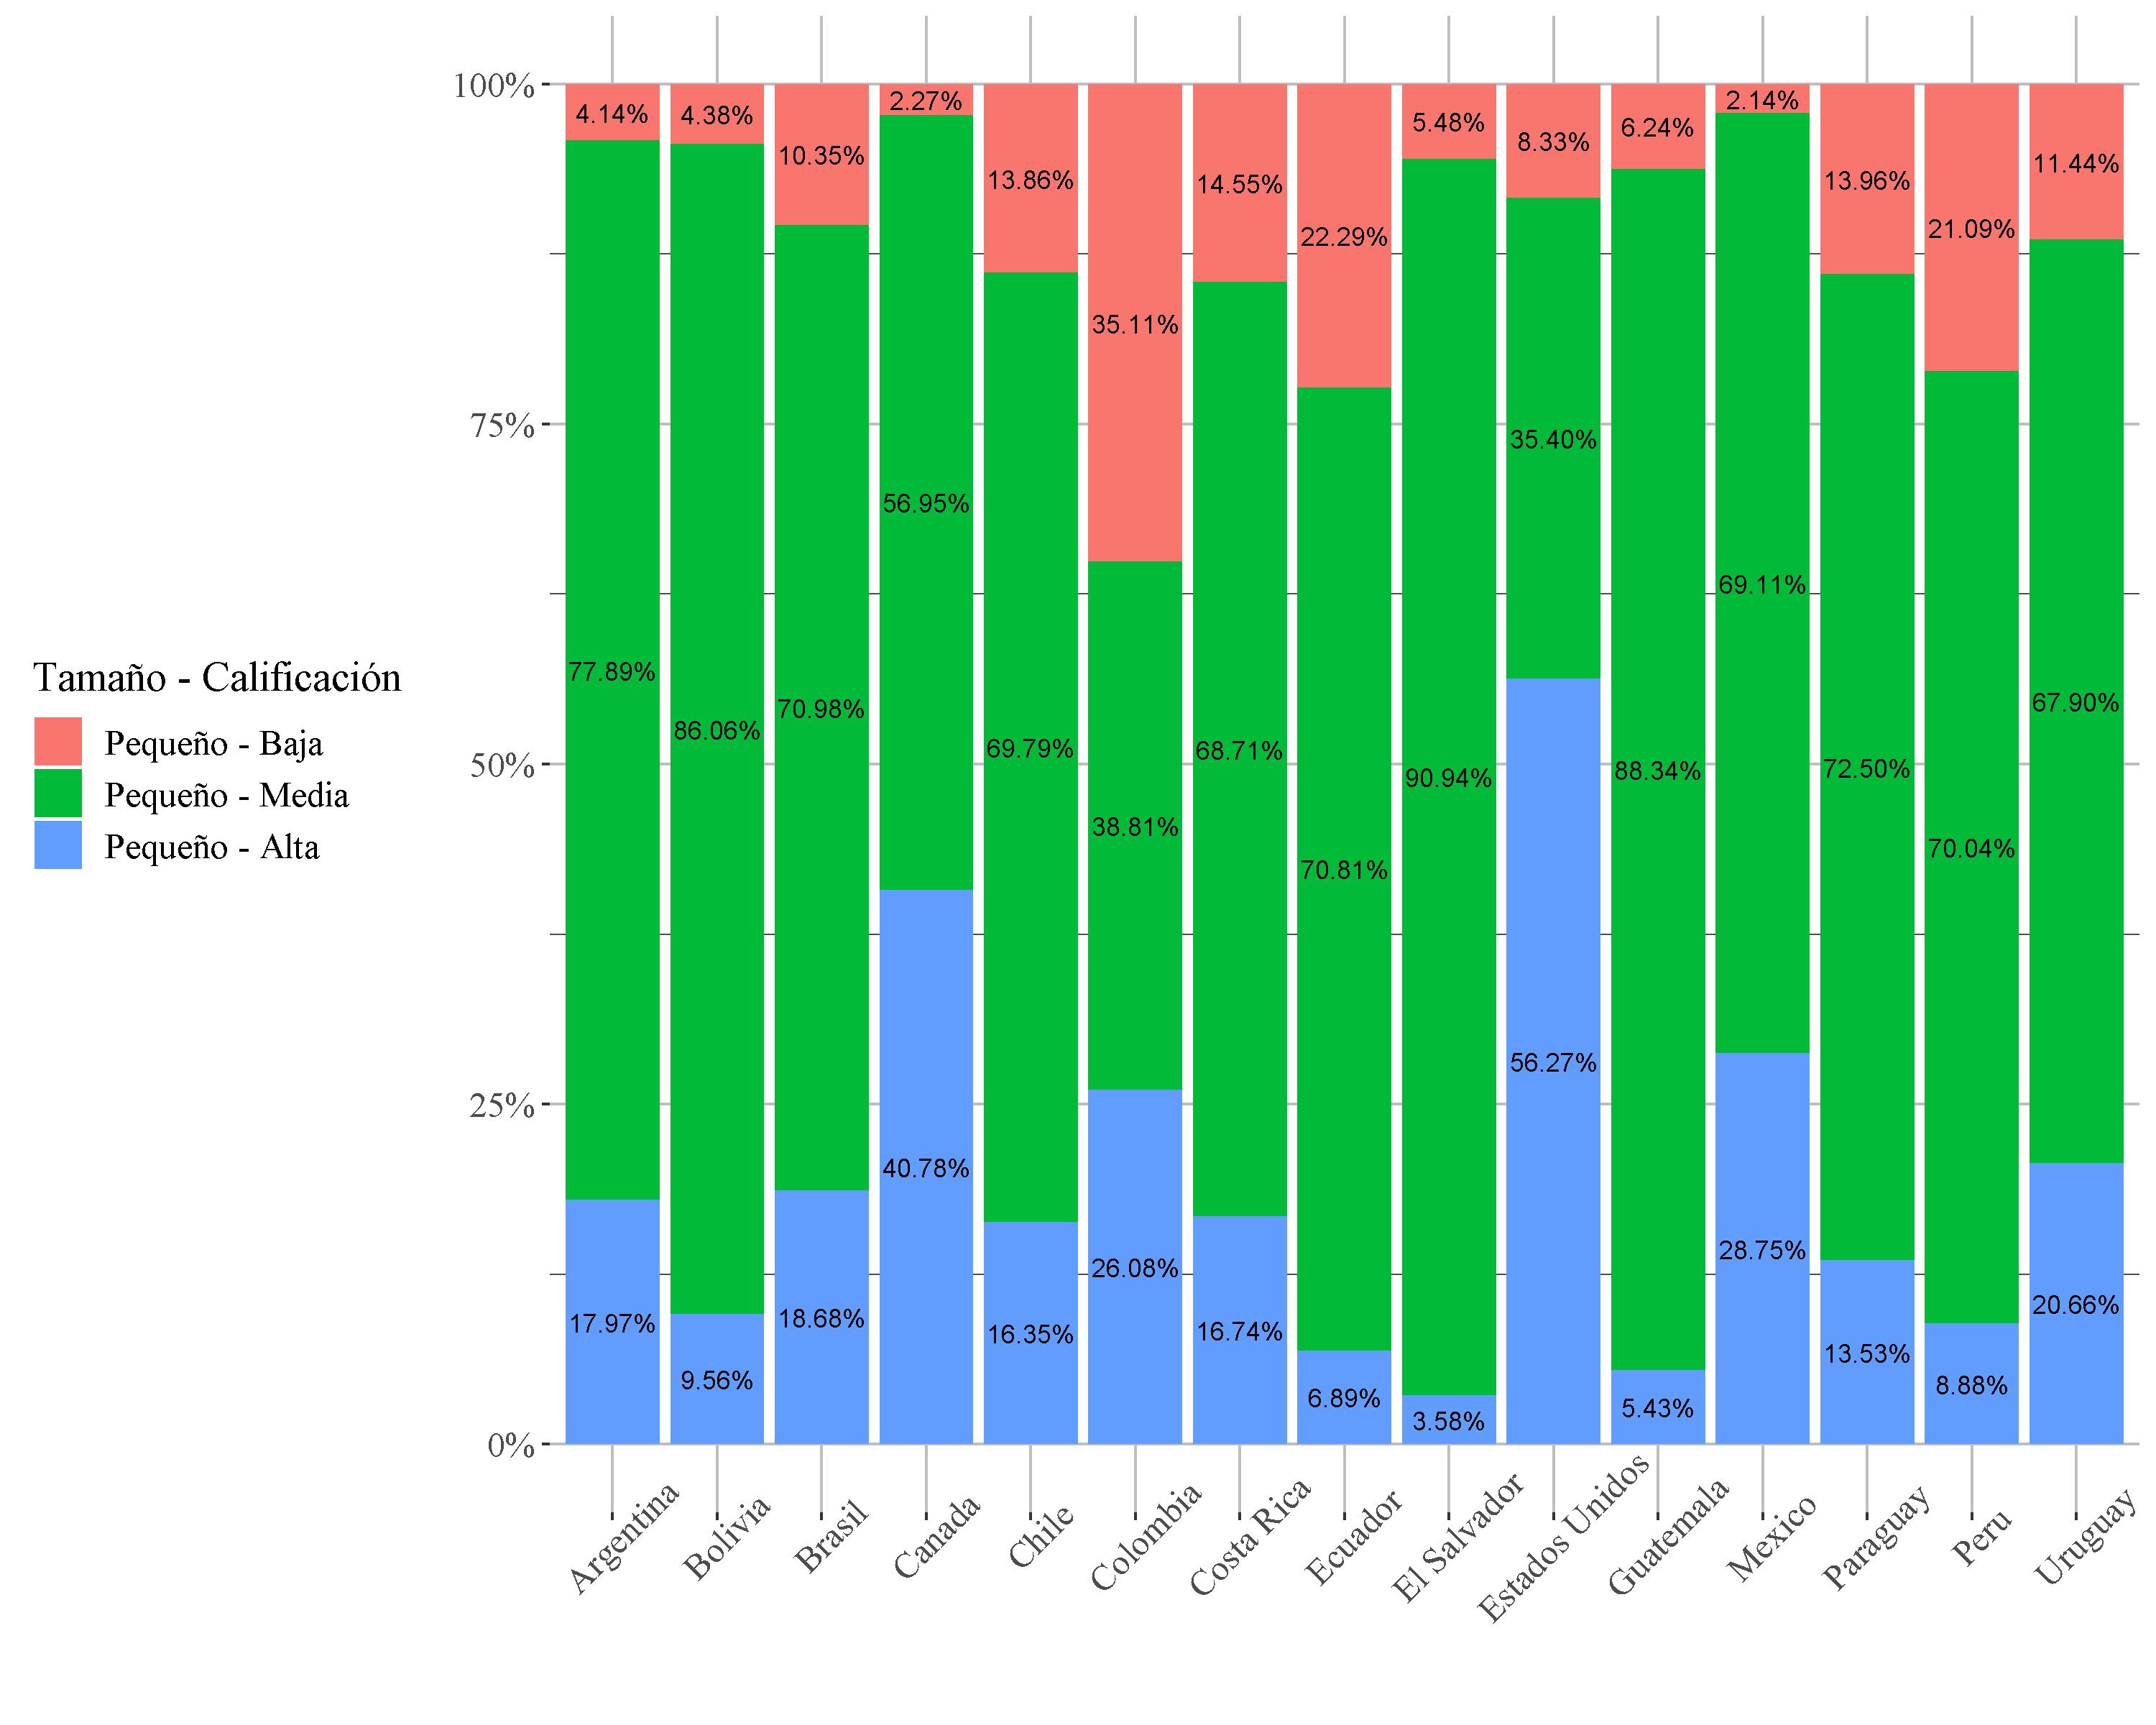 100%
75%
50%
25%
0%
Tamaño - Calificación
Pequeño - Baja
Pequeño - Media
Pequeño - Alta
4.14%
77.89%
17.97%
4.38%
86.06%
9.56%
10.35%
70.98%
18.68%
2.27%
56.95%
40.78%
13.86%
69.79%
16.35%
35.11%
38.81%
26.08%
14.55%
68.71%
16.74%
22.29%
70.81%
6.89%
5.48%
90.94%
3.58%
8.33%
35.40%
56.27%
6.24%
88.34%
5.43%
2.14%
69.11%
28.75%
13.96%
72.50%
13.53%
21.09%
70.04%
8.88%
11.44%
67.90%
20.66%
Argentina
Bolivia
Brasil
Canada
Chile
Colombia
Costa Rica
Ecuador
El Salvador
Estados Unidos
Guatemala
Mexico
Paraguay
Peru
Uruguay